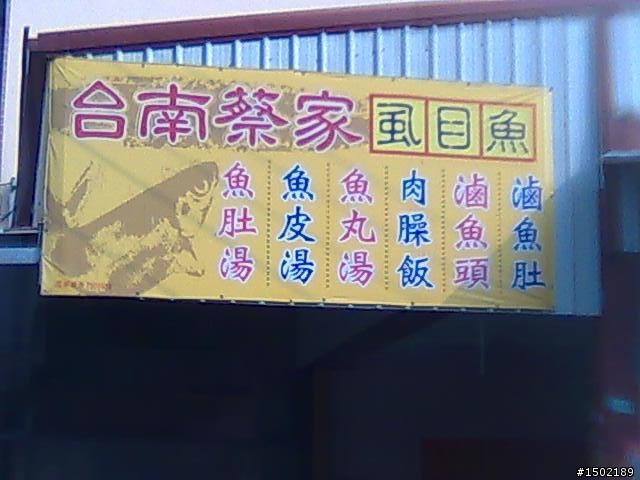 台南蔡家虱目魚
魚肚湯
魚皮湯
魚丸湯
肉臊飯
滷魚頭
滷魚肚
#1502189